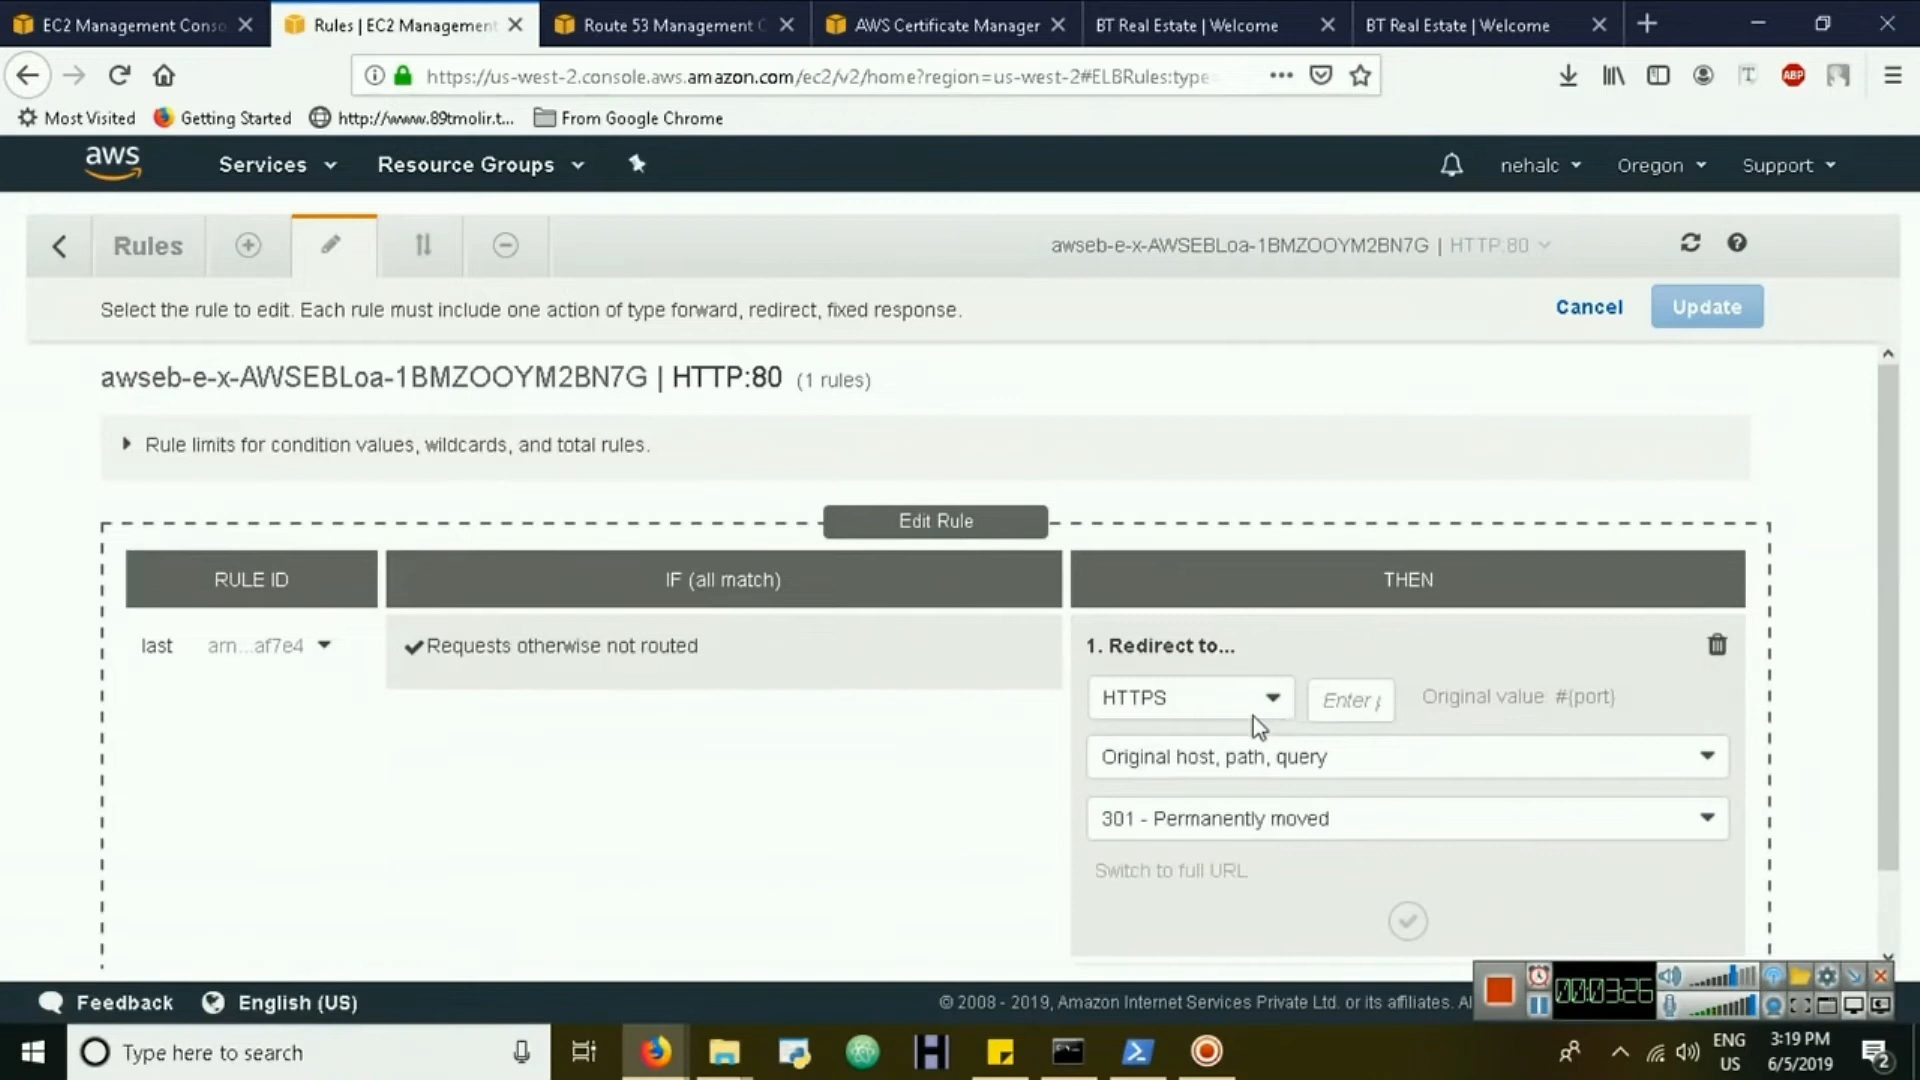 EC2 Management Conso
Rules | EC2 Management
Route 53 Management C
AWS Certificate Manager
BT Real Estate | Welcome
BT Real Estate | Welcome
https://us-west-2.console.aws.amazon.com/ec2/v2/home?region=us-west-2#ELBRules:type
T
ABP
Most Visited
Getting Started
http://www.89tmolir.t...
From Google Chrome
aws
Services
Resource Groups
nehalc
Oregon
Support
Rules
awseb-e-x-AWSEBLoa-1BMZOOYM2BN7G | HTTP:80
Select the rule to edit. Each rule must include one action of type forward, redirect, fixed response.
Cancel
Update
awseb-e-x-AWSEBLoa-1BMZOOYM2BN7G | HTTP:80 (1 rules)
Rule limits for condition values, wildcards, and total rules.
Edit Rule
RULE ID
IF (all match)
THEN
last
arn...af7e4
Requests otherwise not routed
1. Redirect to...
HTTPS
Enter
Original value: #{port}
Original host, path, query
301 - Permanently moved
Switch to full URL
00:03:26
Feedback
English (US)
© 2008 - 2019, Amazon Internet Services Private Ltd. or its affiliates. Al
Type here to search
ENG
US
3:19 PM
6/5/2019
2